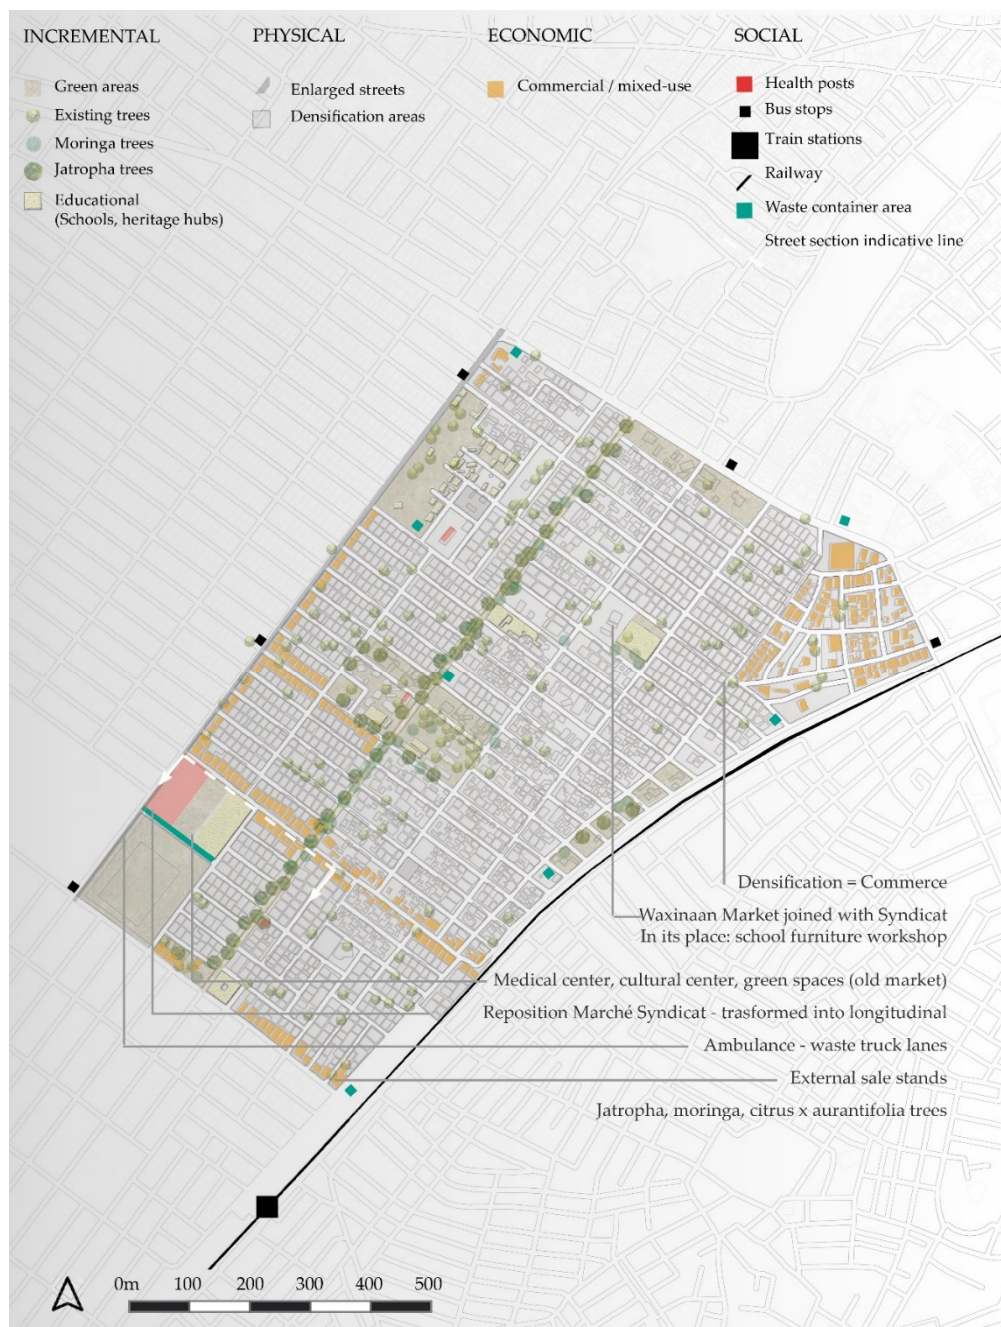 INCREMENTAL
Green areas
Existing trees
Moringa trees
Jatropha trees
Educational
(Schools, heritage hubs)
PHYSICAL
Enlarged streets
Densification areas
ECONOMIC
Commercial / mixed-use
SOCIAL
Health posts
Bus stops
Train stations
Railway
Waste container area
Street section indicative line
Densification = Commerce
Waxinaan Market joined with Syndicat
In its place: school furniture workshop
Medical center, cultural center, green spaces (old market)
Reposition Marché Syndicat - trasformed into longitudinal
Ambulance - waste truck lanes
External sale stands
Jatropha, moringa, citrus x aurantifolia trees
0m 100 200 300 400 500